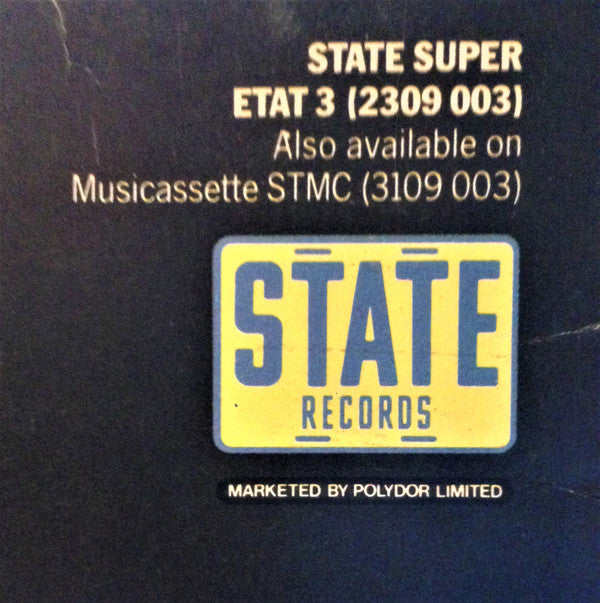 STATE SUPER
ETAT 3 (2309 003)
Also available on
Musicassette STMC (3109 003)
STATE
RECORDS
MARKETED BY POLYDOR LIMITED